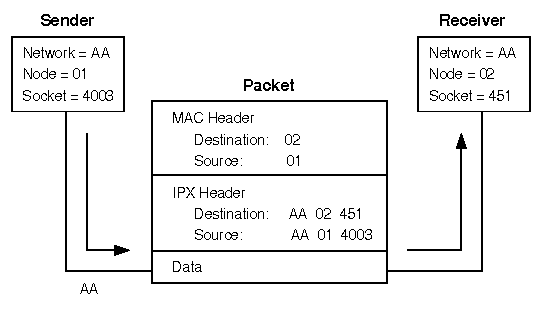 Sender
Network = AA
Node = 01
Socket = 4003
Receiver
Network = AA
Node = 02
Socket = 451
Packet
MAC Header
Destination: 02
Source: 01
IPX Header
Destination: AA 02 451
Source: AA 01 4003
Data
AA